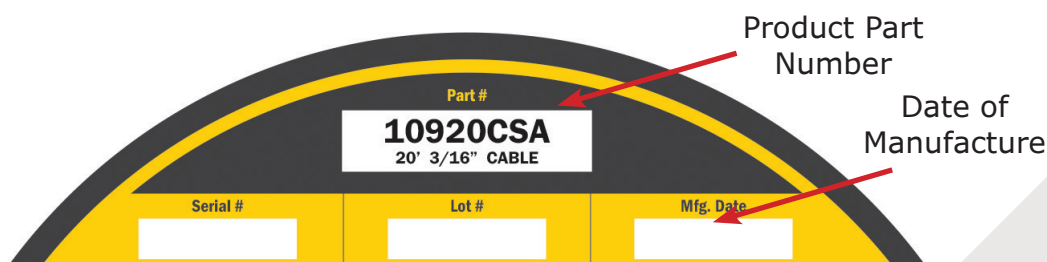 Product Part
Number
Date of
Manufacture
Part #
10920CSA
20’ 3/16” CABLE
Serial #
Lot #
Mfg. Date